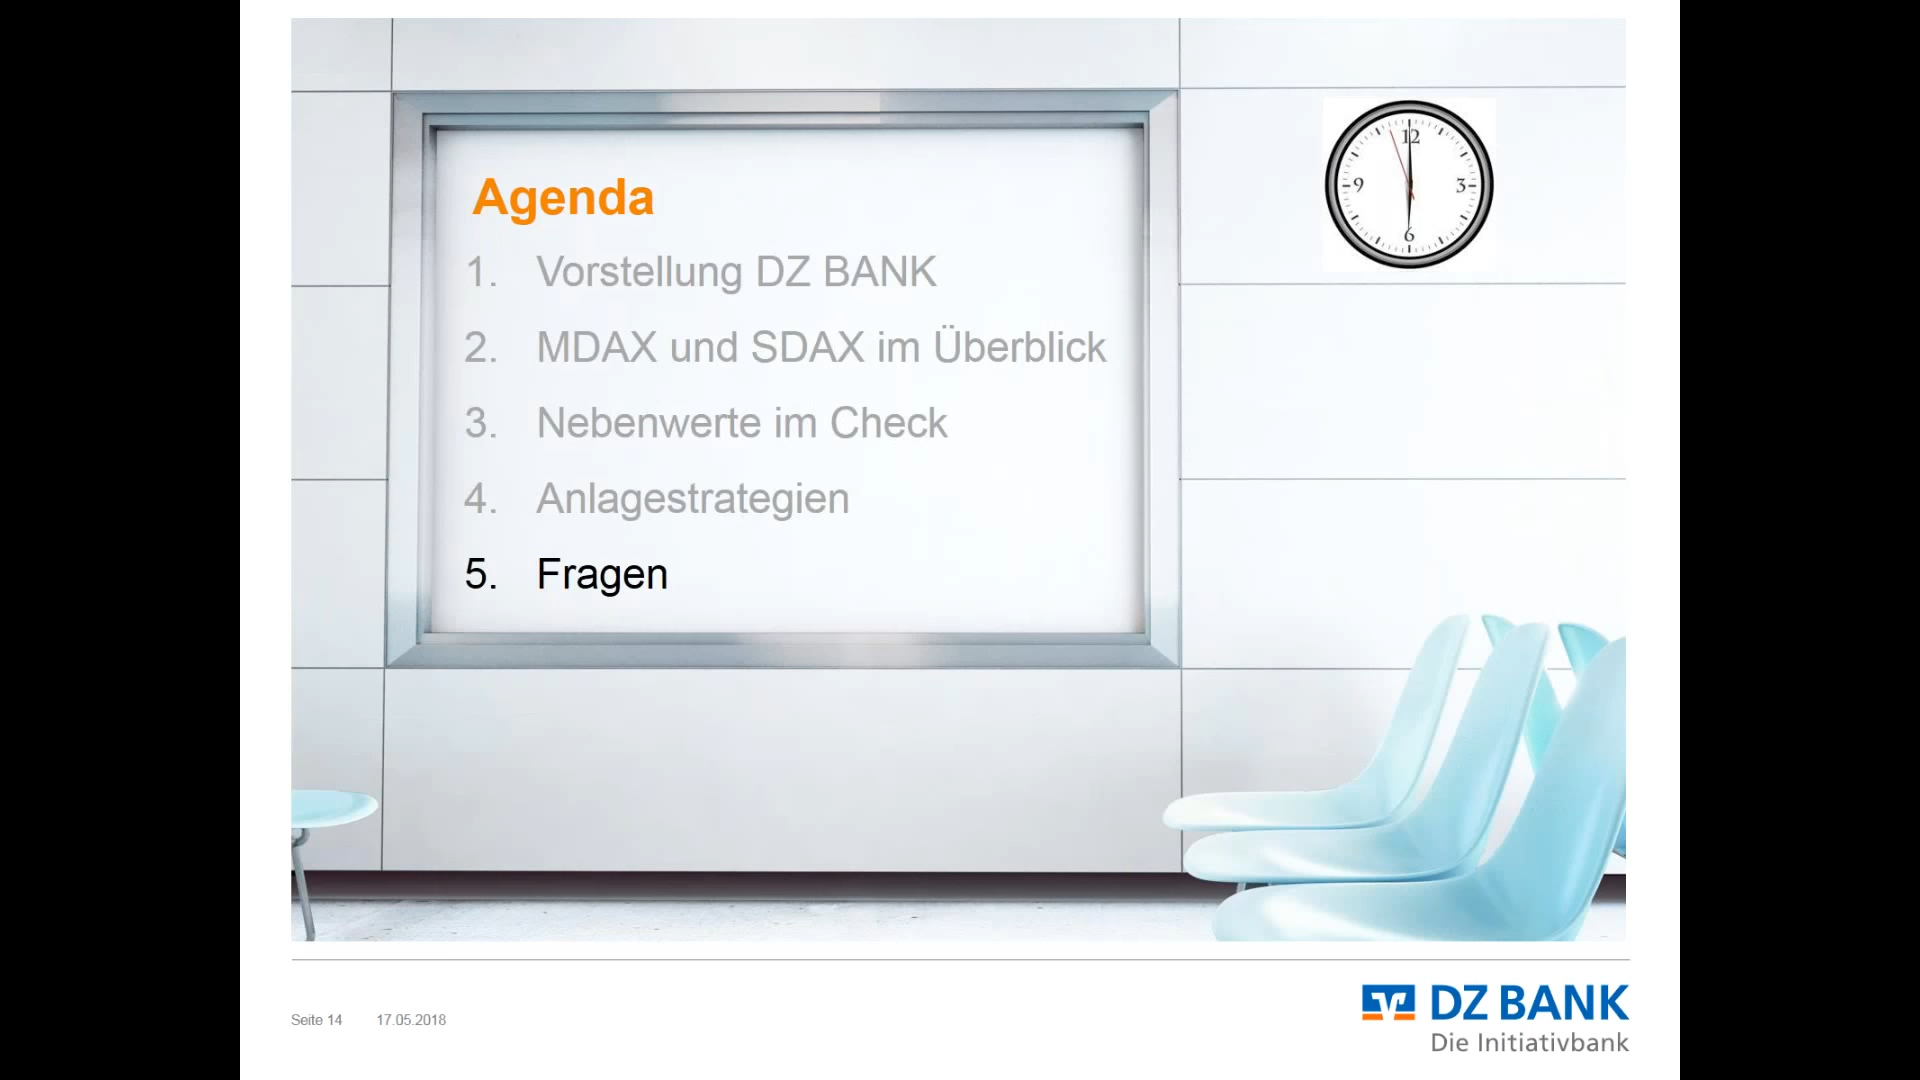 Agenda
1. Vorstellung DZ BANK
2. MDAX und SDAX im Überblick
3. Nebenwerte im Check
4. Anlagestrategien
5. Fragen
12
9 3
6
Seite 14 17.05.2018
DZ BANK
Die Initiativbank